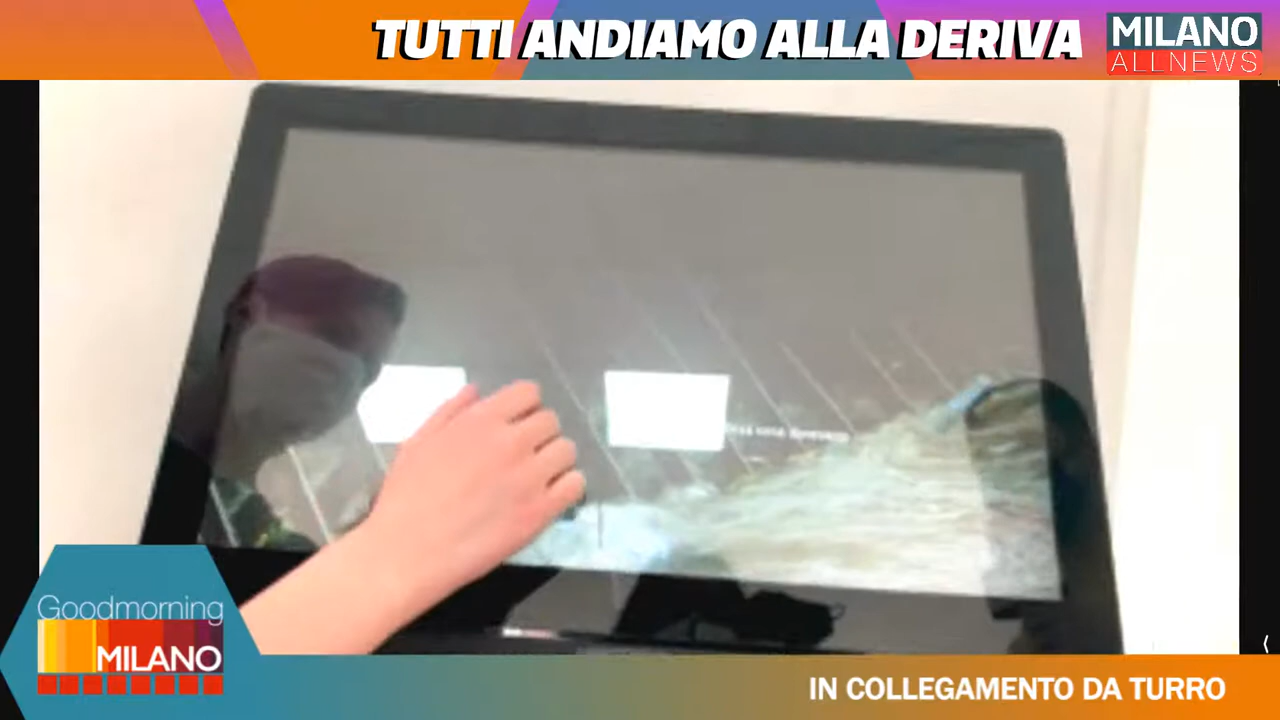 TUTTI ANDIAMO ALLA DERIVA
MILANO
ALLNEWS
Goodmorning
MILANO
IN COLLEGAMENTO DA TURRO